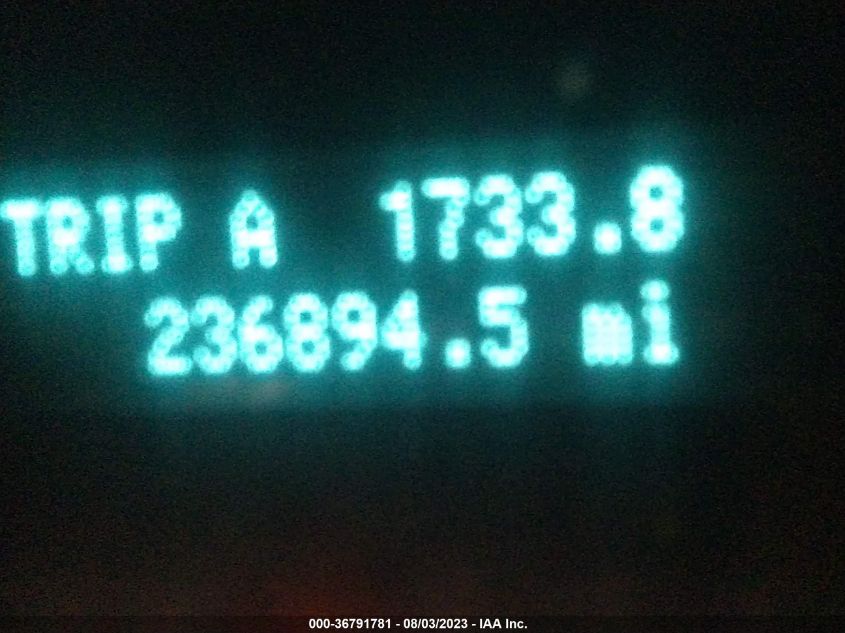 TRIP A 1733.8
236894.5 mi
000-36791781 - 08/03/2023 - IAA Inc.